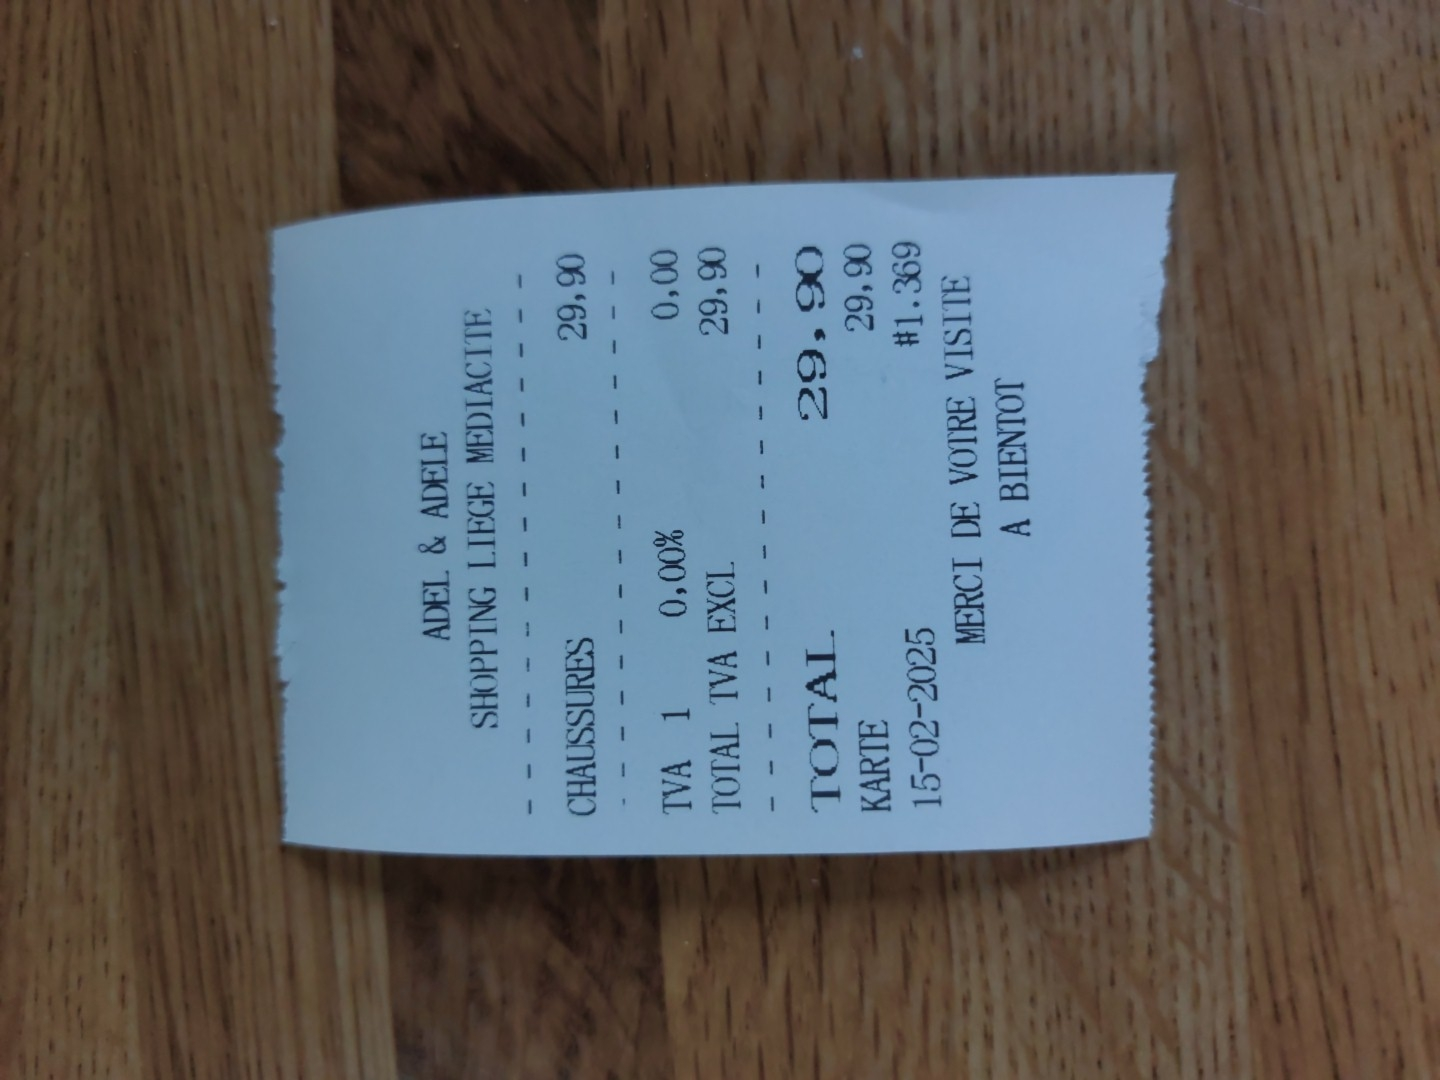 ADEL & ADELE
SHOPPING LIEGE MEDIACITE
- - - - - - - - - - - - -
CHAUSSURES 29,90
- - - - - - - - - - - - -
TVA 1 0,00% 0,00
TOTAL TVA EXCL 29,90
- - - - - - - - - - - - -
TOTAL 29,90
KARTE 29,90
15-02-2025 #1.369
MERCI DE VOTRE VISITE
A BIENTOT